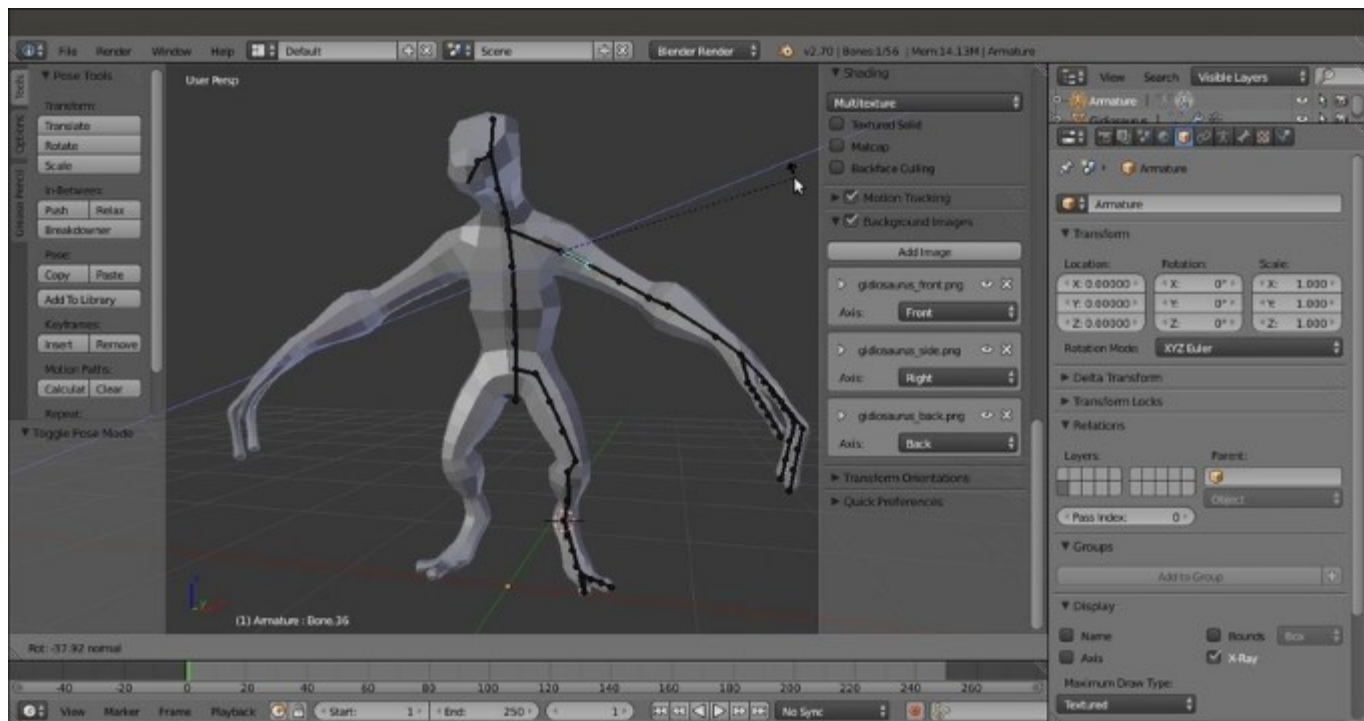 File Render Window Help Default Scene Blender Render v2.70 | Bones:1/56 | Mem:14.13M | Armature
Tools
Options
Grease Pencil
Pose Tools
Transform:
Translate
Rotate
Scale
In-Between:
Push Relax
Breakdowner
Pose:
Copy Paste
Add To Library
Keyframes:
Insert Remove
Motion Paths:
Calculat Clear
Repeat:
Toggle Pose Mode
User Persp
(1) Armature : Bone.36
Shading
Multitexture
Textured Solid
Matcap
Backface Culling
Motion Tracking
Background Images
Add Image
gidiosaurus_front.png
Axis: Front
gidiosaurus_side.png
Axis: Right
gidiosaurus_back.png
Axis: Back
Transform Orientations
Quick Preferences
View Search Visible Layers
Armature
Gidiosaurus
Armature
Armature
Transform
Location: Rotation: Scale:
X: 0.00000 X: 0° X: 1.000
Y: 0.00000 Y: 0° Y: 1.000
Z: 0.00000 Z: 0° Z: 1.000
Rotation Mode: XYZ Euler
Delta Transform
Transform Locks
Relations
Layers: Parent:
Object
Pass Index: 0
Groups
Add to Group
Display
Name Bounds Box
Axis X-Ray
Maximum Draw Type:
Textured
Rot: -37.92 normal
-40 -20 0 20 40 60 80 100 120 140 160 180 200 220 240 260
View Marker Frame Playback Start: 1 End: 250 1 No Sync